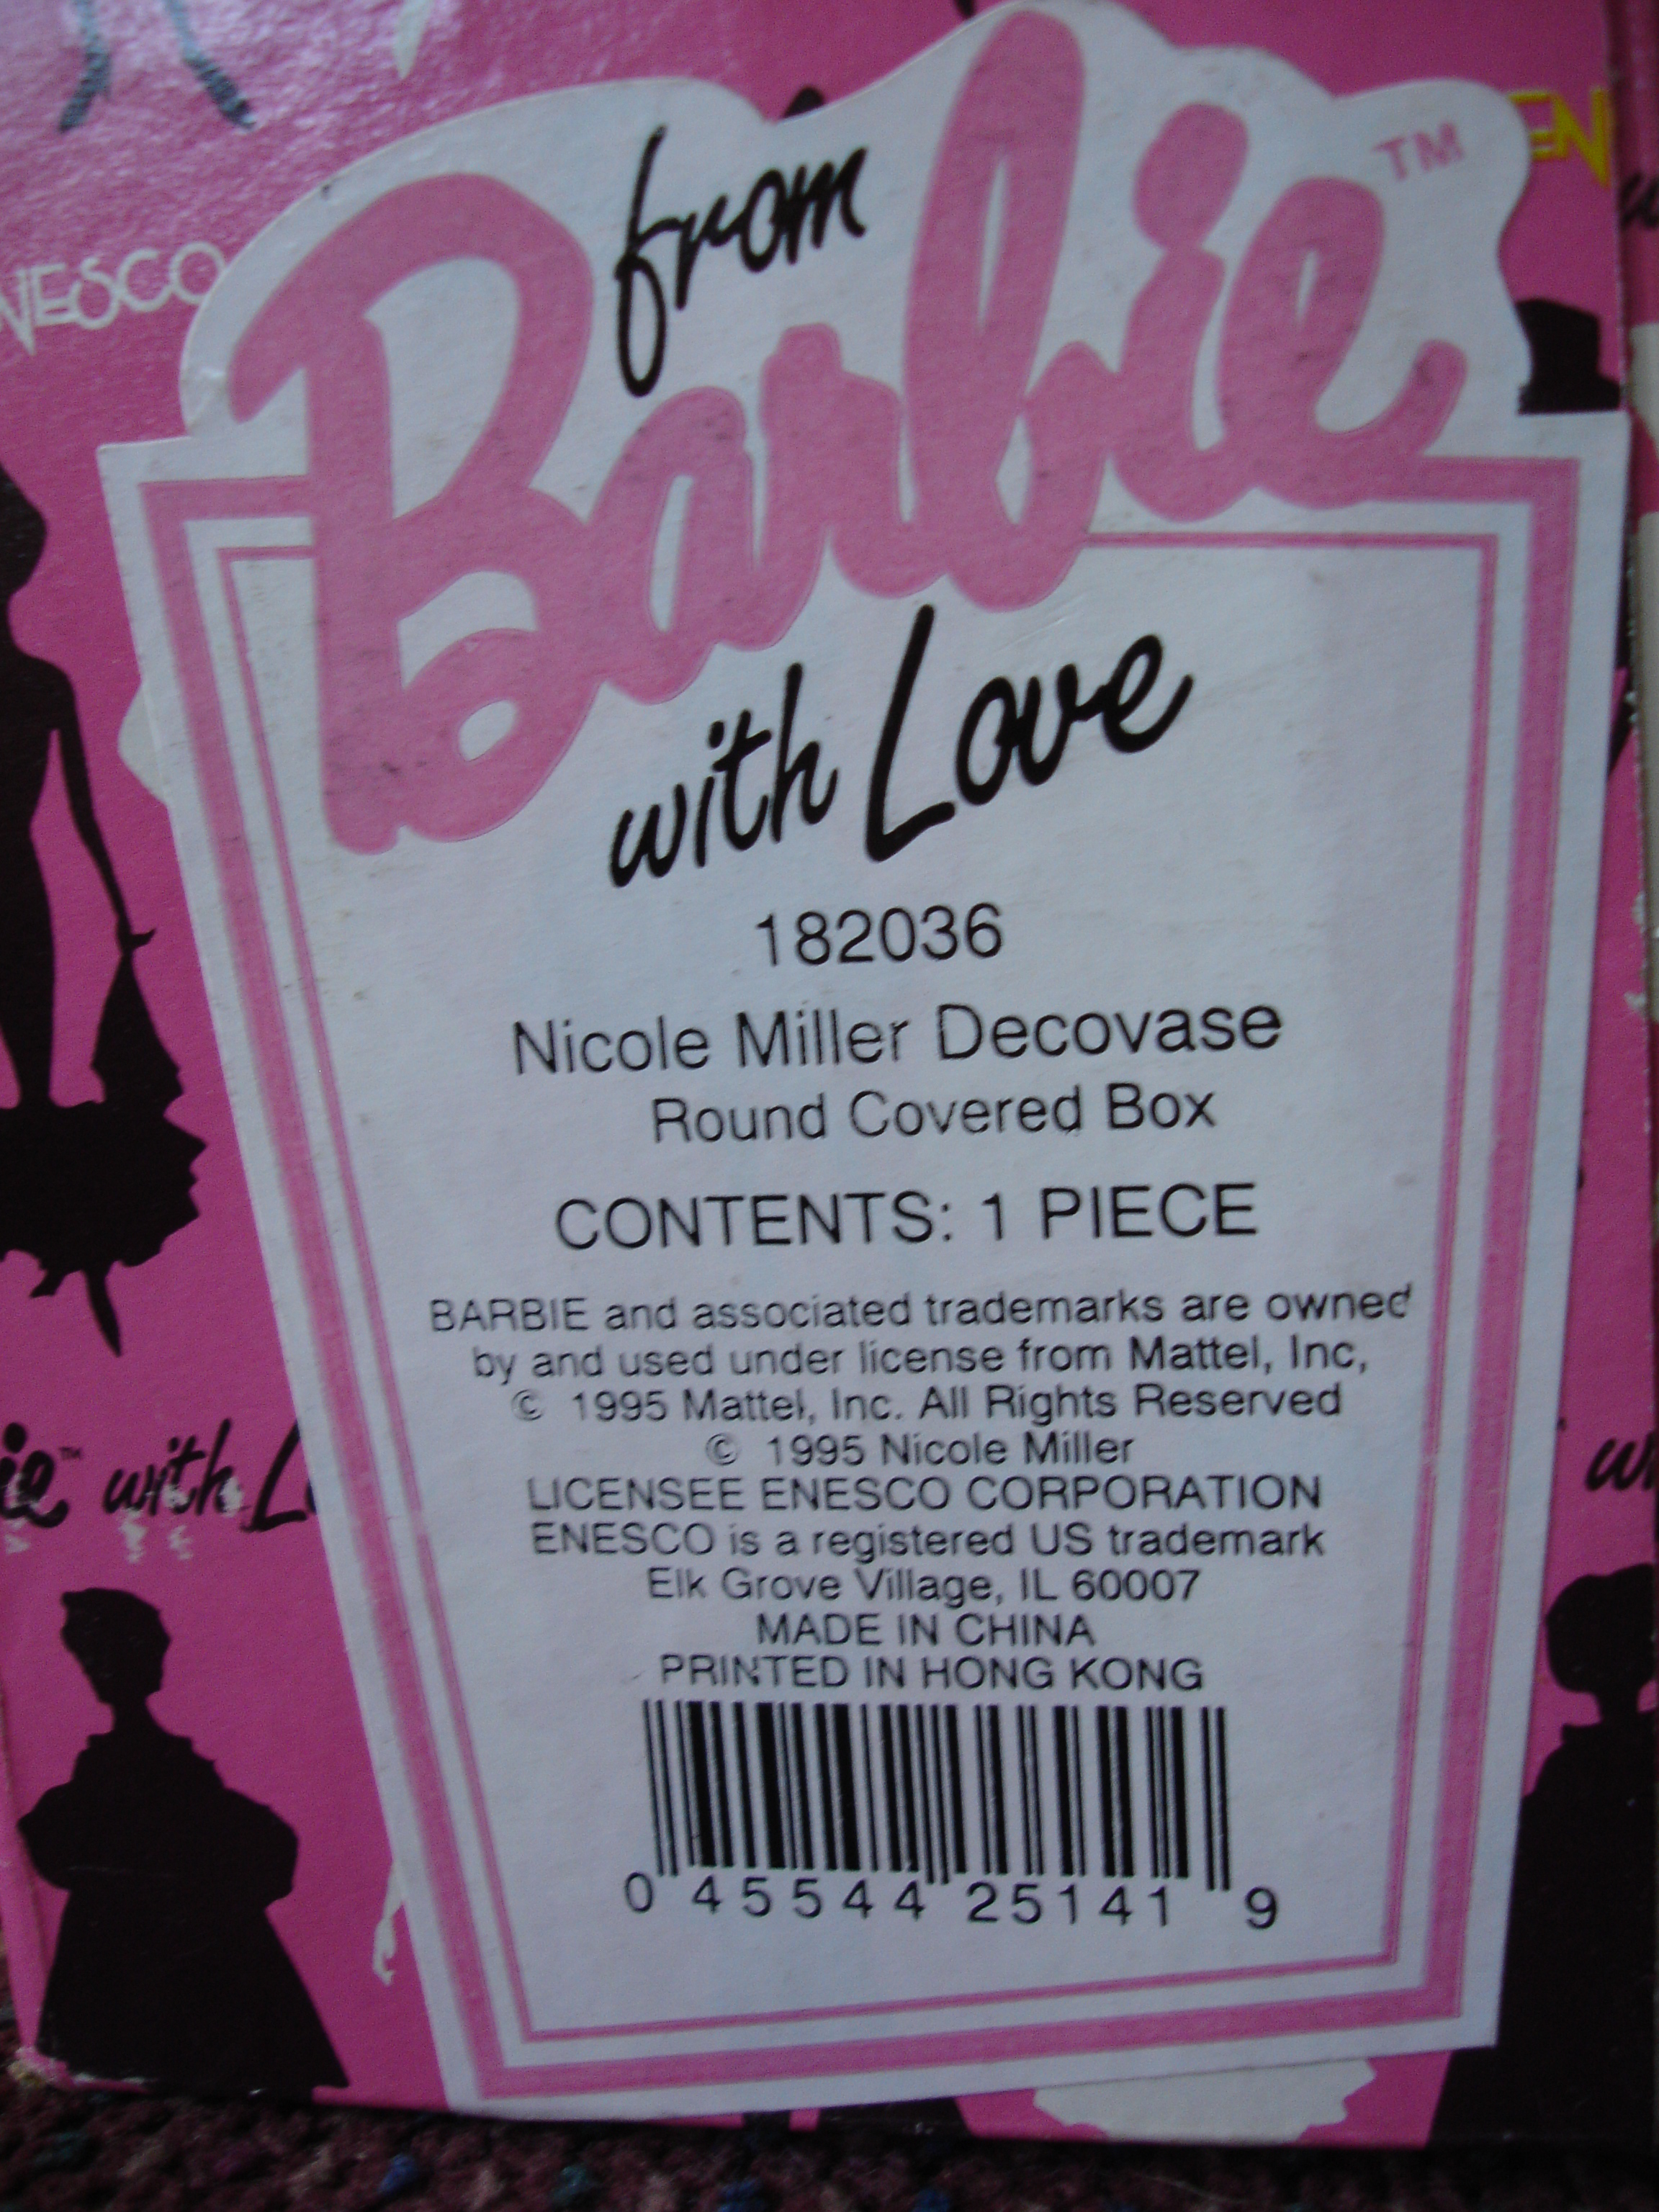 ENESCO
from
Barbie™
with Love
182036
Nicole Miller Decovase
Round Covered Box
CONTENTS: 1 PIECE
BARBIE and associated trademarks are owned
by and used under license from Mattel, Inc,
© 1995 Mattel, Inc. All Rights Reserved
© 1995 Nicole Miller
LICENSEE ENESCO CORPORATION
ENESCO is a registered US trademark
Elk Grove Village, IL 60007
MADE IN CHINA
PRINTED IN HONG KONG
0 45544 25141 9
ie™ with L